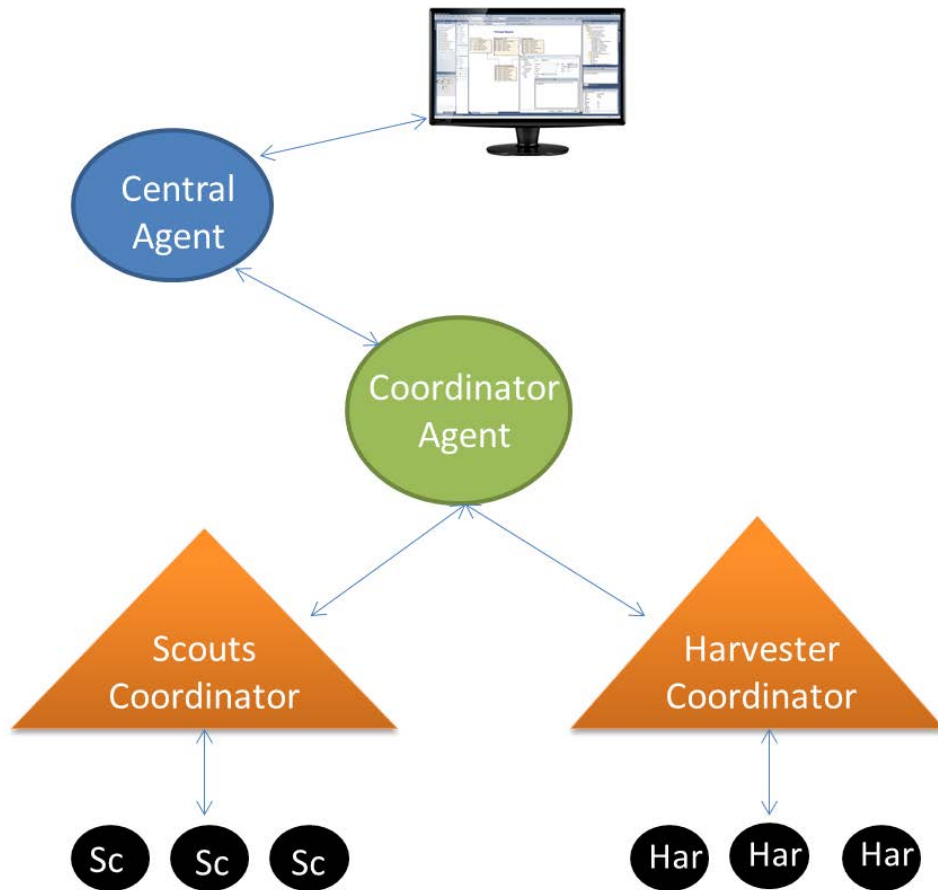 Central
Agent
Coordinator
Agent
Scouts
Coordinator
Harvester
Coordinator
Sc
Sc
Sc
Har
Har
Har